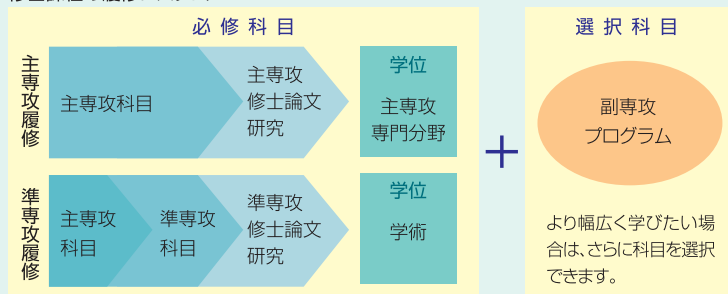 必修科目
主専攻履修
主専攻科目
主専攻
修士論文
研究
学位
主専攻
専門分野
準専攻履修
主専攻
科目
準専攻
科目
準専攻
修士論文
研究
学位
学術
+
選択科目
副専攻
プログラム
より幅広く学びたい場
合は、さらに科目を選択
できます。